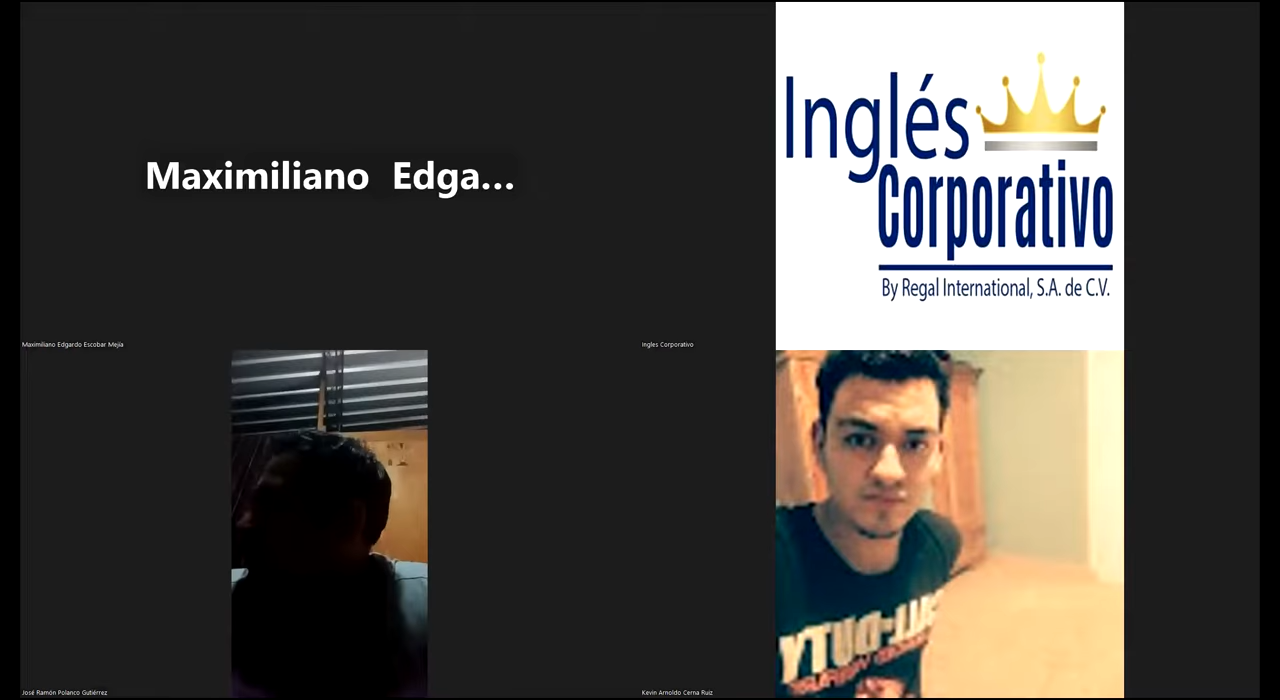 Maximiliano Edga...
Inglés
Corporativo
By Regal International, S.A. de C.V.
Maximiliano Edgardo Escobar Mejía
Ingles Corporativo
José Ramón Polanco Gutiérrez
Kevin Arnoldo Cerna Ruiz